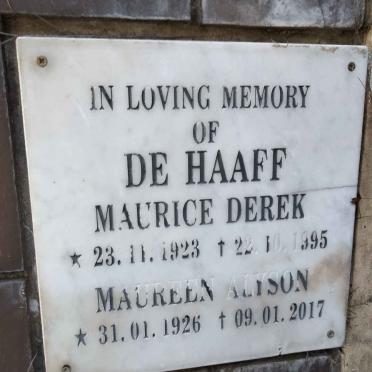 IN LOVING MEMORY
OF
DE HAAFF
MAURICE DEREK
★ 23.11.1923 † 22.10.1995
MAUREEN ALYSON
★ 31.01.1926 † 09.01.2017